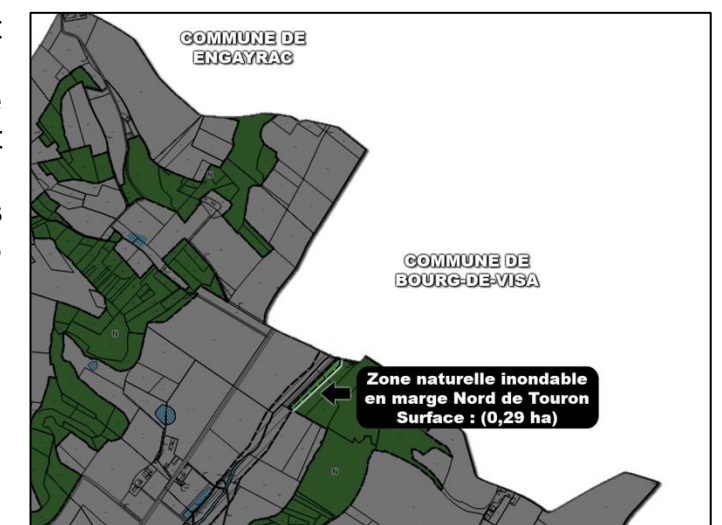 COMMUNE DE
ENGAYRAC
N
COMMUNE DE
BOURG-DE-VISA
N
Zone naturelle inondable
en marge Nord de Touron
Surface : (0,29 ha)
N